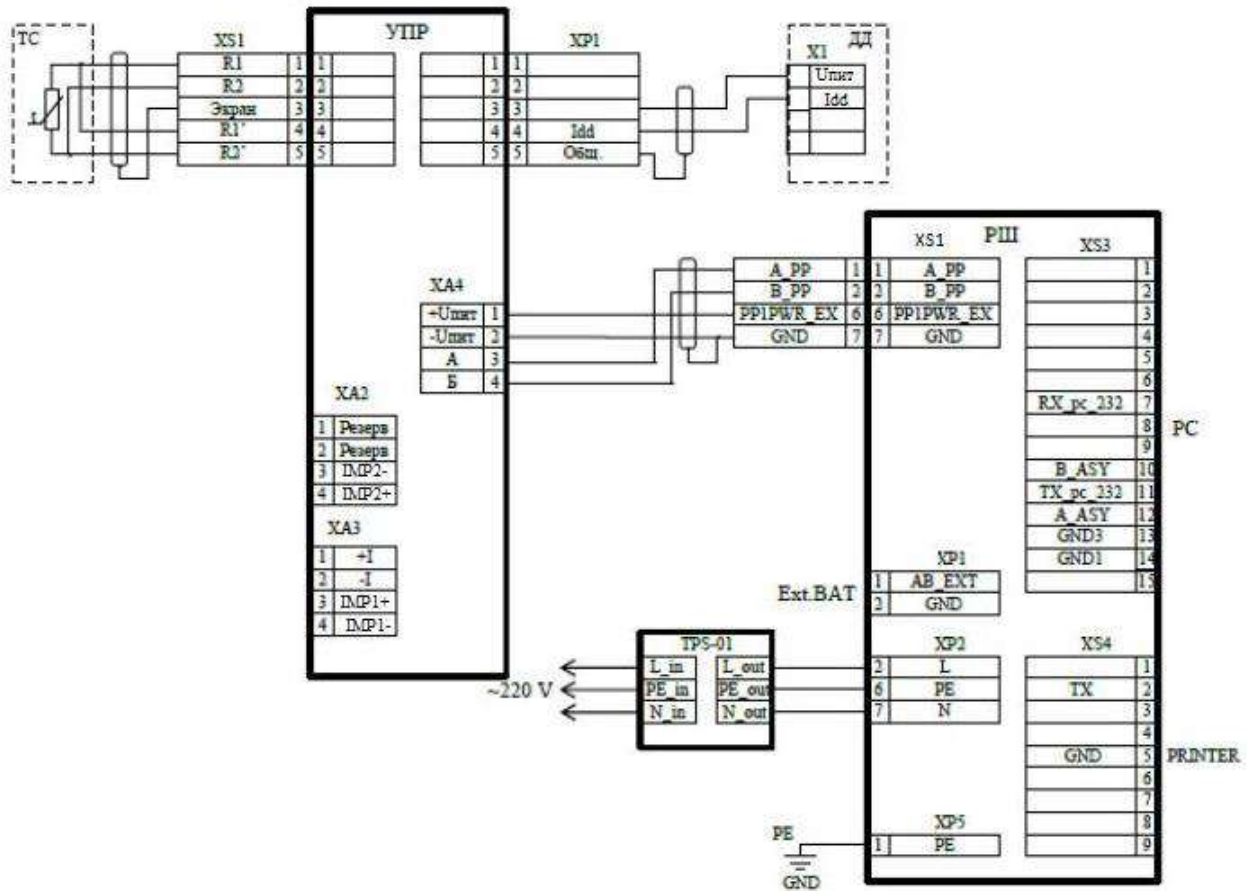 ТС
XS1
R1 1 1
R2 2 2
Экран 3 3
R1' 4 4
R2' 5 5
t
УПР
XP1
1 1
2 2
3 3
4 4 Idd
5 5 Общ.
ДД
X1
Uпит
Idd
XA4
+Uпит 1
-Uпит 2
А 3
Б 4
XA2
1 Резерв
2 Резерв
3 IMP2-
4 IMP2+
XA3
1 +I
2 -I
3 IMP1+
4 IMP1-
РШ
XS1
A_PP 1 1 A_PP
B_PP 2 2 B_PP
PP1PWR_EX 6 6 PP1PWR_EX
GND 7 7 GND
XS3
1
2
3
4
5
6
RX_pc_232 7
8
9
B_ASY 10
TX_pc_232 11
A_ASY 12
GND3 13
GND1 14
15
PC
Ext.BAT
XP1
1 AB_EXT
2 GND
~220 V
TPS-01
L_in L_out
PE_in PE_out
N_in N_out
XP2
2 L
6 PE
7 N
XS4
1
TX 2
3
4
GND 5
6
7
8
9
PRINTER
PE
GND
XP5
1 PE